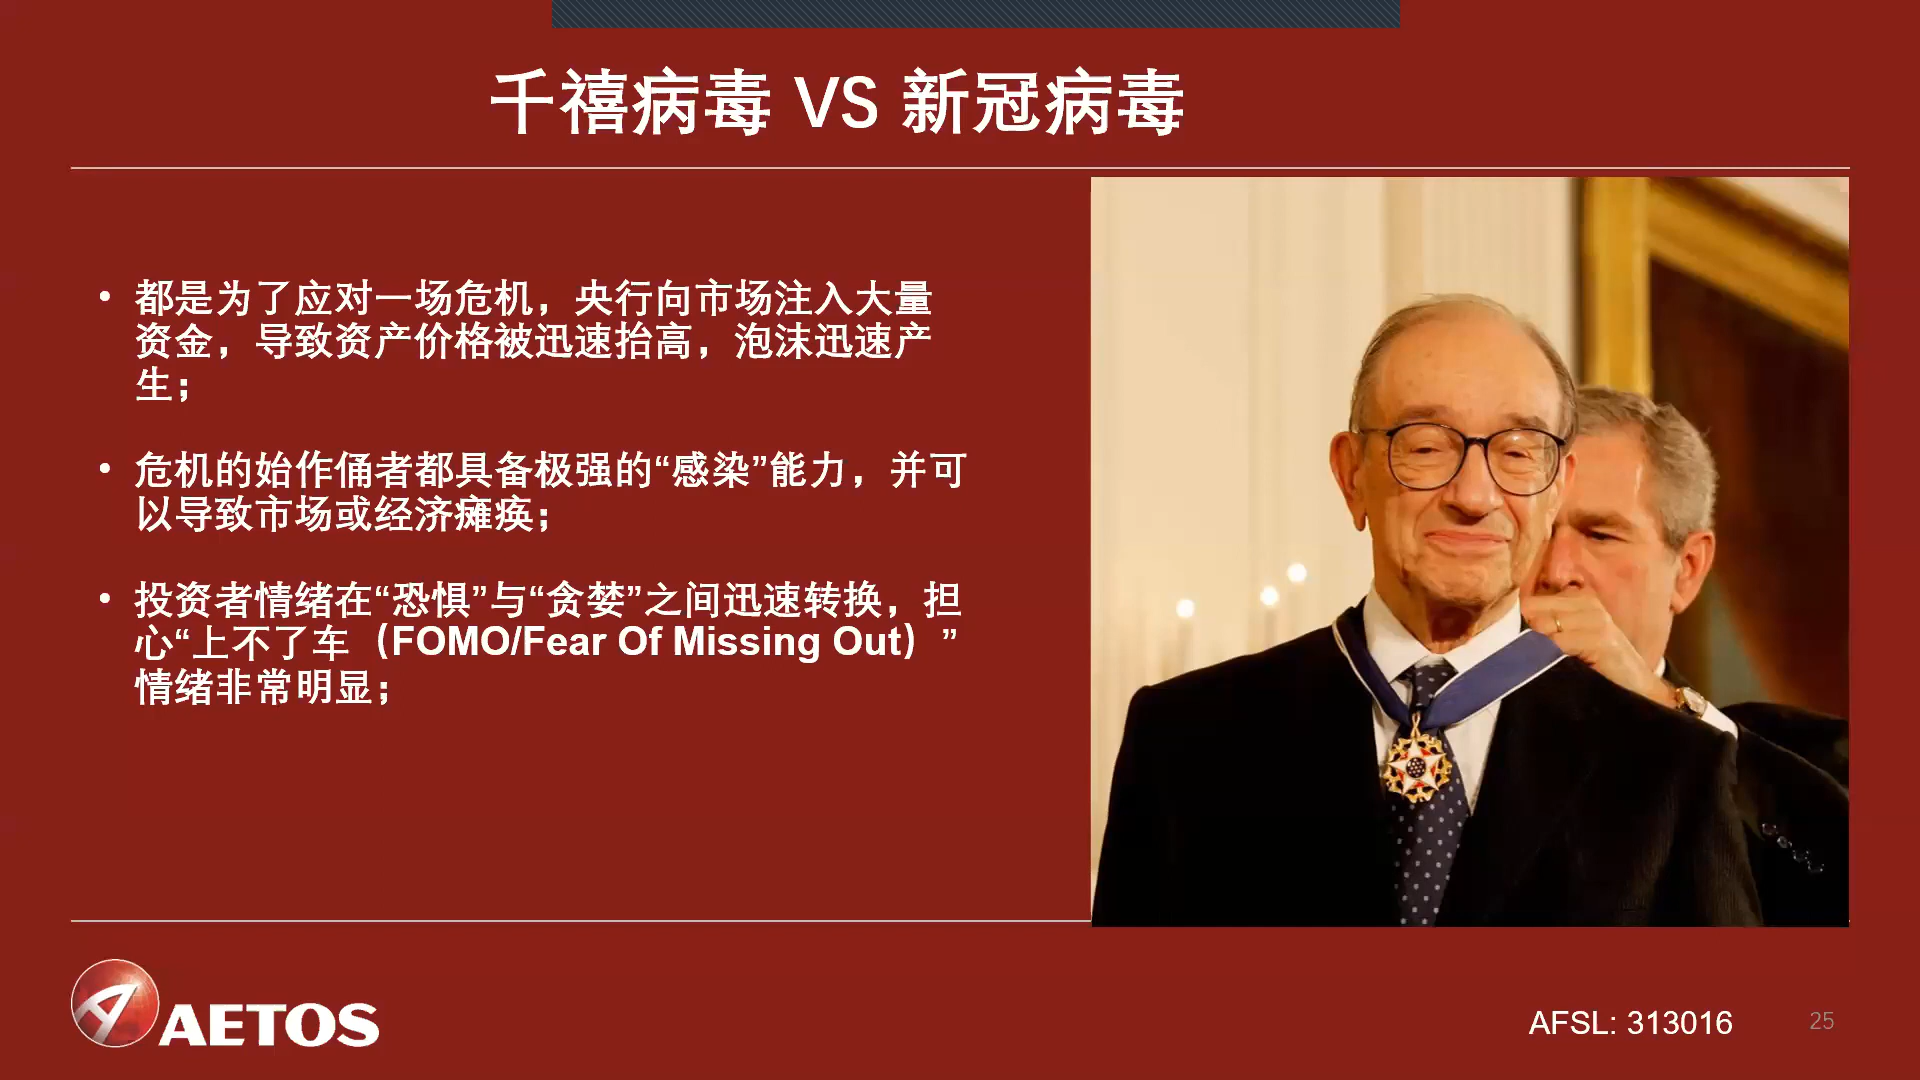 千禧病毒 VS 新冠病毒
• 都是为了应对一场危机，央行向市场注入大量
资金，导致资产价格被迅速抬高，泡沫迅速产
生；
• 危机的始作俑者都具备极强的“感染”能力，并可
以导致市场或经济瘫痪；
• 投资者情绪在“恐惧”与“贪婪”之间迅速转换，担
心“上不了车（FOMO/Fear Of Missing Out）”
情绪非常明显；
AETOS
AFSL: 313016
25